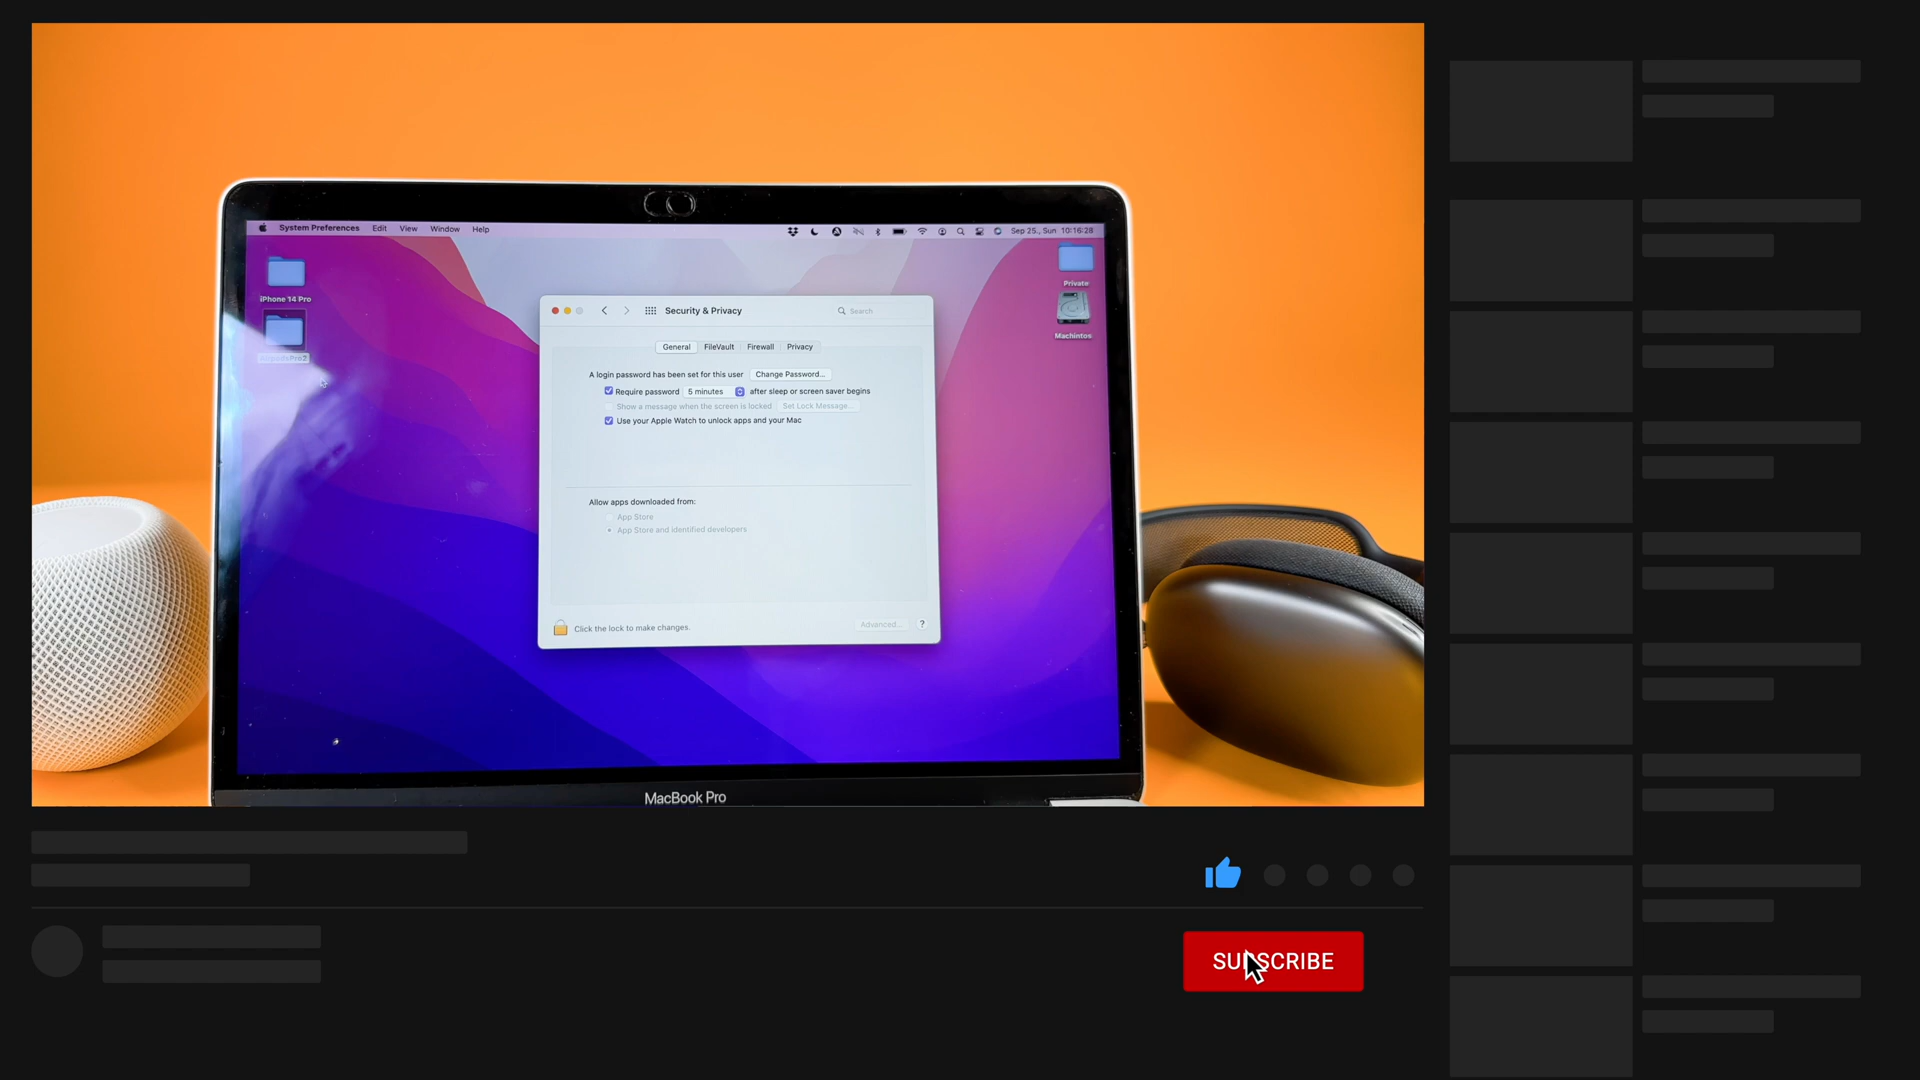 System Preferences Edit View Window Help
Sep 25., Sun 10:16:28
iPhone 14 Pro
Private
Machintos
Security & Privacy
Search
General FileVault Firewall Privacy
A login password has been set for this user Change Password...
Require password 5 minutes after sleep or screen saver begins
Show a message when the screen is locked Set Lock Message...
Use your Apple Watch to unlock apps and your Mac
Allow apps downloaded from:
App Store
App Store and identified developers
Click the lock to make changes.
Advanced... ?
MacBook Pro
SUBSCRIBE